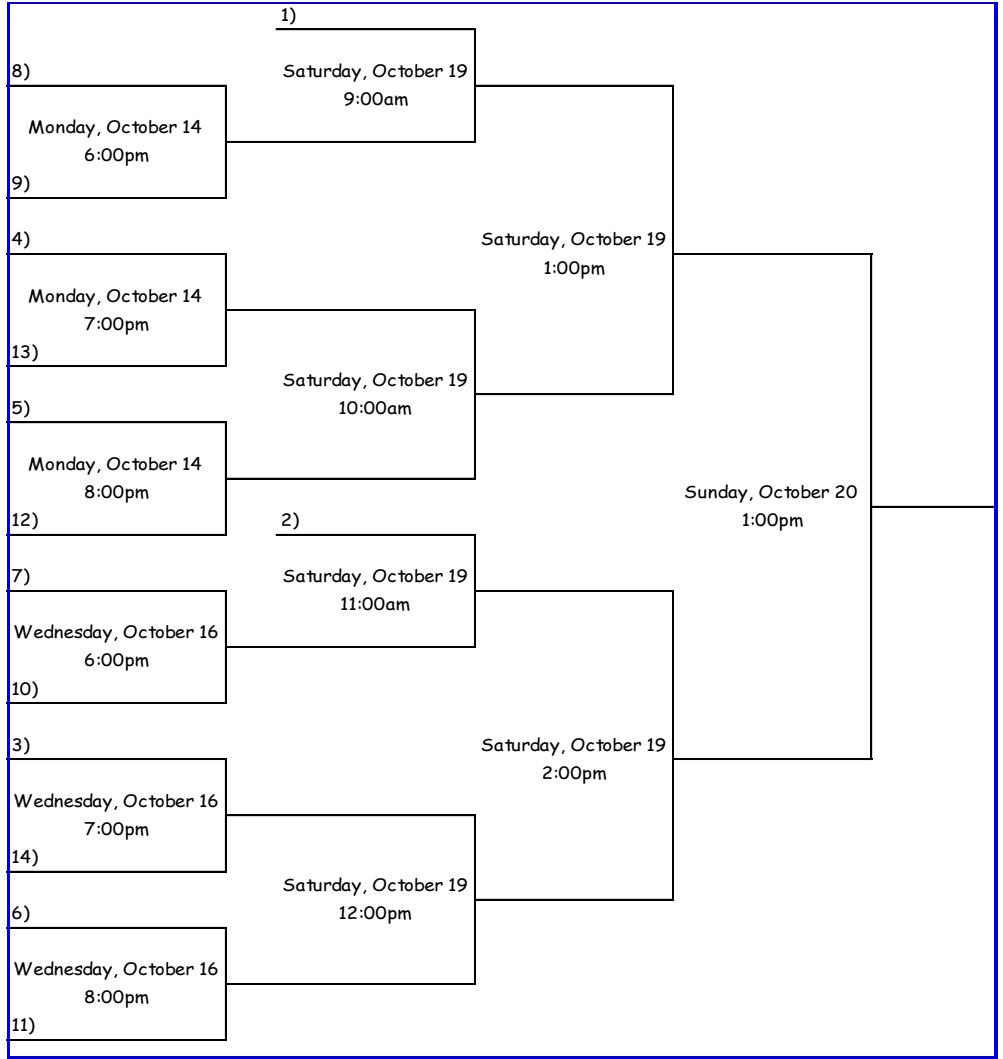 1)
8)
Saturday, October 19
9:00am
Monday, October 14
6:00pm
9)
4)
Saturday, October 19
1:00pm
Monday, October 14
7:00pm
13)
Saturday, October 19
10:00am
5)
Monday, October 14
8:00pm
Sunday, October 20
1:00pm
12)
2)
7)
Saturday, October 19
11:00am
Wednesday, October 16
6:00pm
10)
3)
Saturday, October 19
2:00pm
Wednesday, October 16
7:00pm
14)
Saturday, October 19
12:00pm
6)
Wednesday, October 16
8:00pm
11)